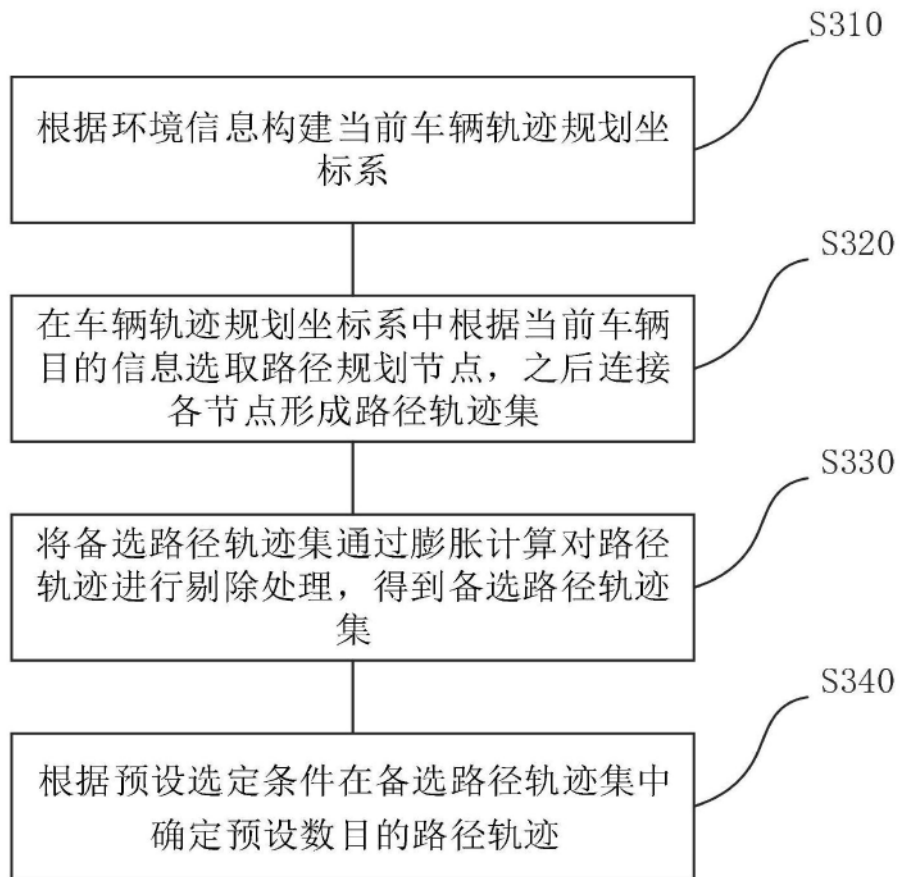 S310
根据环境信息构建当前车辆轨迹规划坐
标系
S320
在车辆轨迹规划坐标系中根据当前车辆
目的信息选取路径规划节点，之后连接
各节点形成路径轨迹集
S330
将备选路径轨迹集通过膨胀计算对路径
轨迹进行剔除处理，得到备选路径轨迹
集
S340
根据预设选定条件在备选路径轨迹集中
确定预设数目的路径轨迹